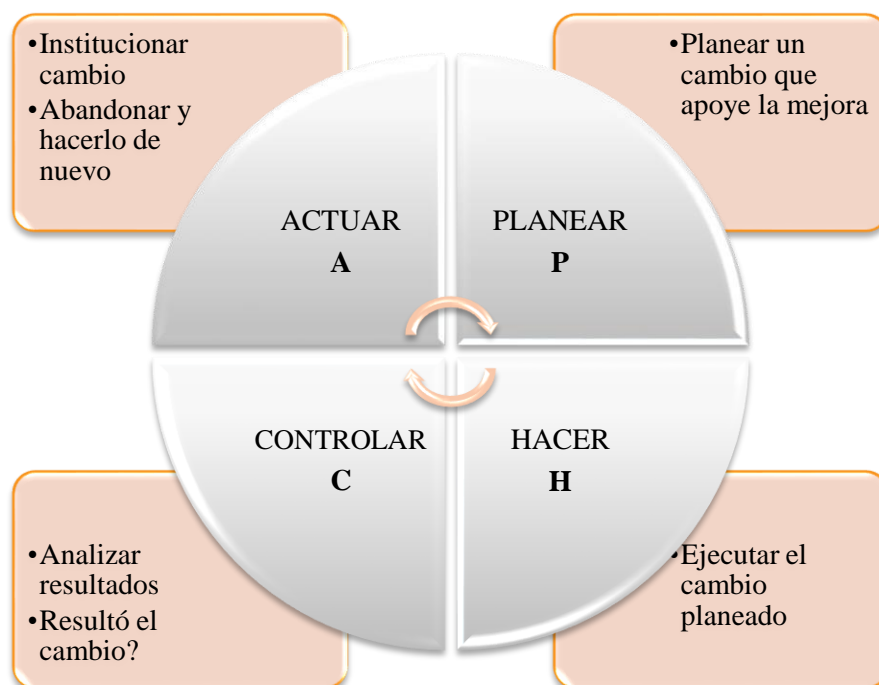 •Institucionar
cambio
•Abandonar y
hacerlo de
nuevo
•Planear un
cambio que
apoye la mejora
ACTUAR
A
PLANEAR
P
CONTROLAR
C
HACER
H
•Analizar
resultados
•Resultó el
cambio?
•Ejecutar el
cambio
planeado